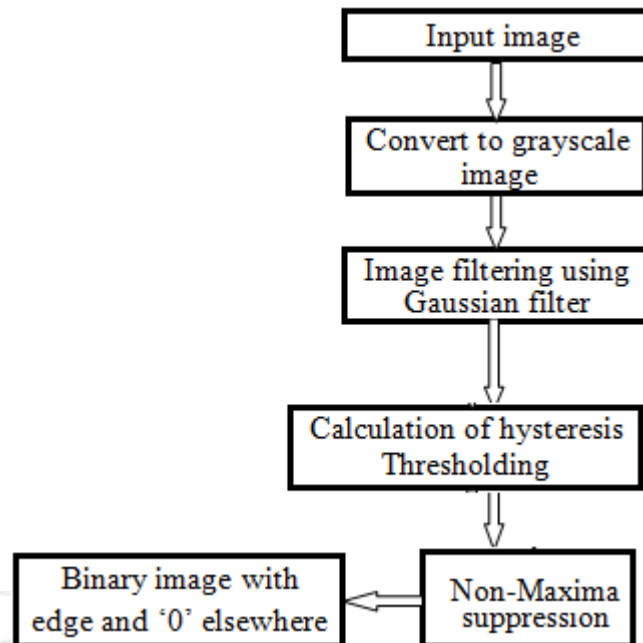 Input image
Convert to grayscale
image
Image filtering using
Gaussian filter
Calculation of hysteresis
Thresholding
Non-Maxima
suppression
Binary image with
edge and ‘0’ elsewhere